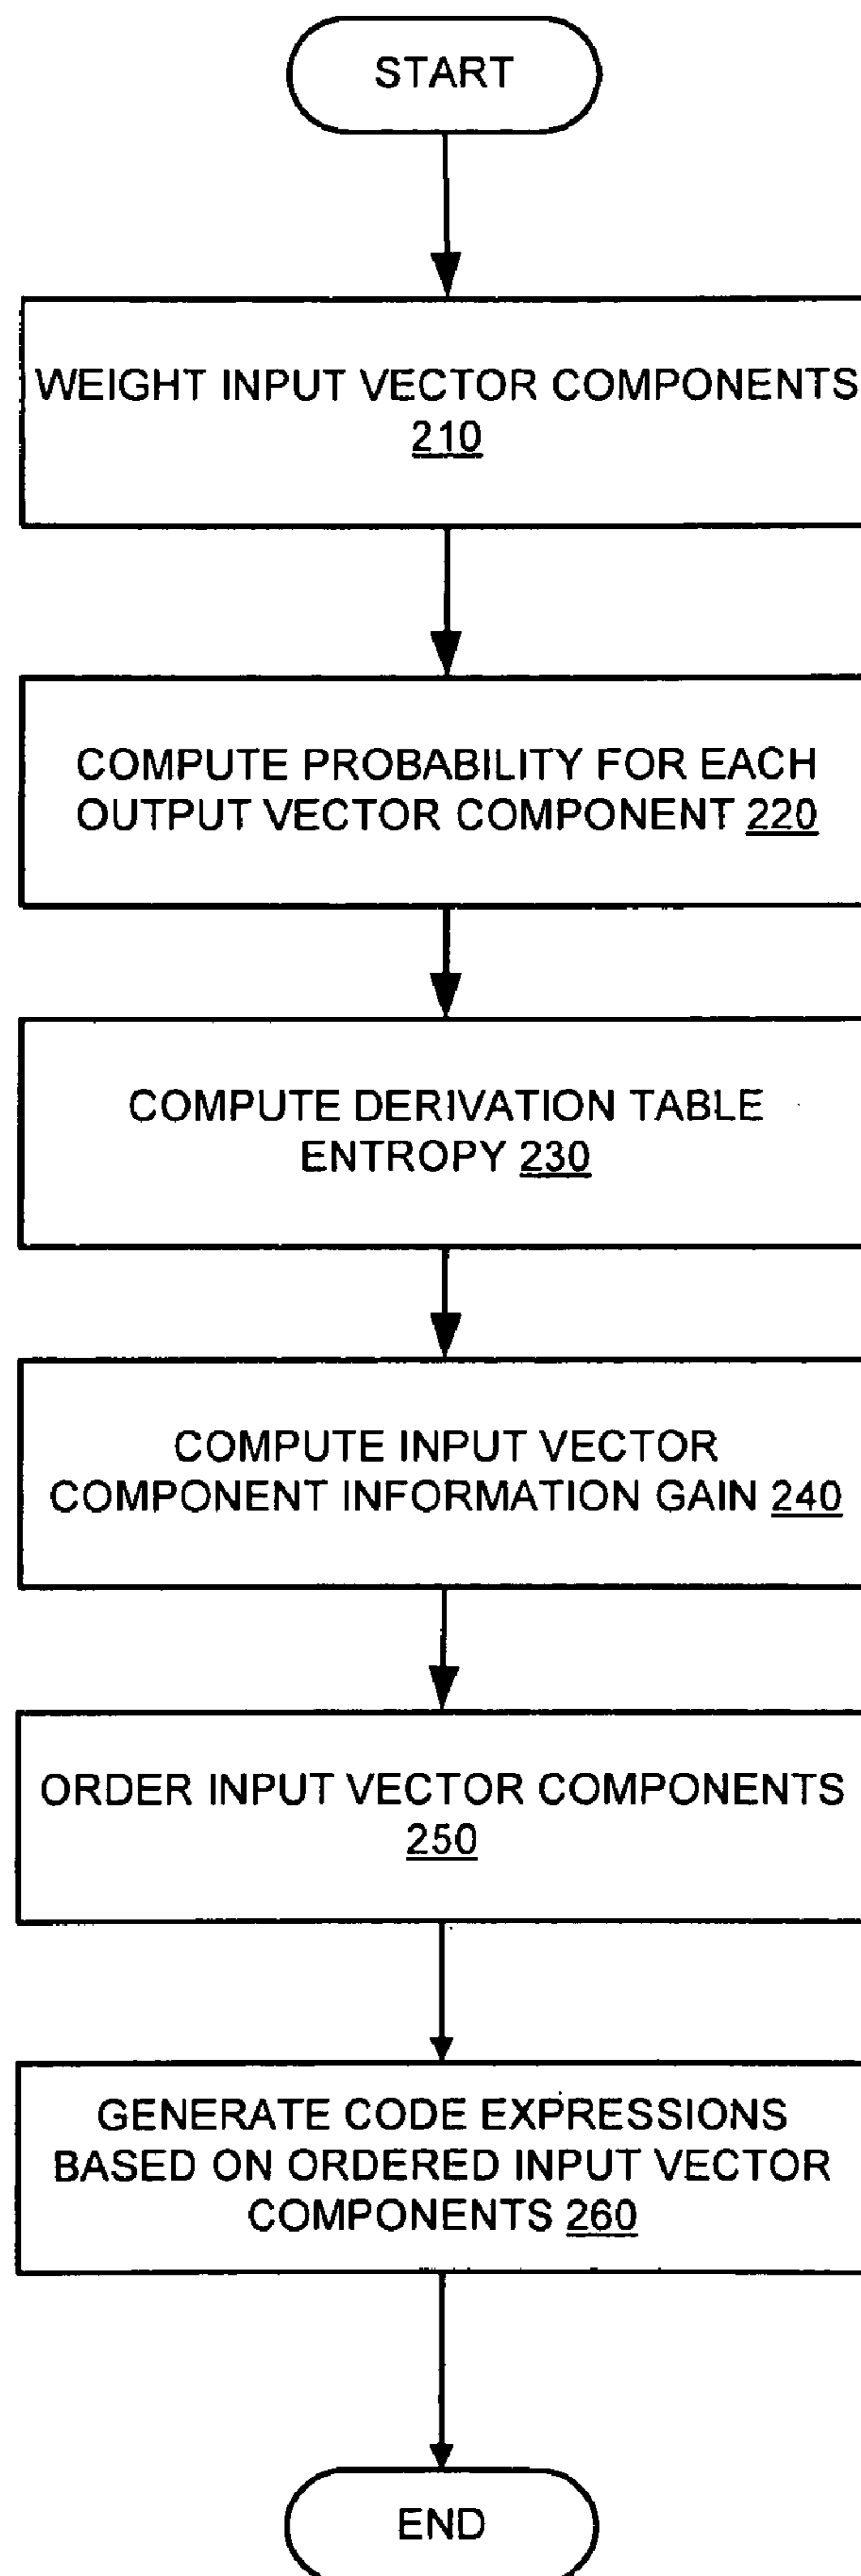 START
WEIGHT INPUT VECTOR COMPONENTS
210
COMPUTE PROBABILITY FOR EACH
OUTPUT VECTOR COMPONENT 220
COMPUTE DERIVATION TABLE
ENTROPY 230
COMPUTE INPUT VECTOR
COMPONENT INFORMATION GAIN 240
ORDER INPUT VECTOR COMPONENTS
250
GENERATE CODE EXPRESSIONS
BASED ON ORDERED INPUT VECTOR
COMPONENTS 260
END